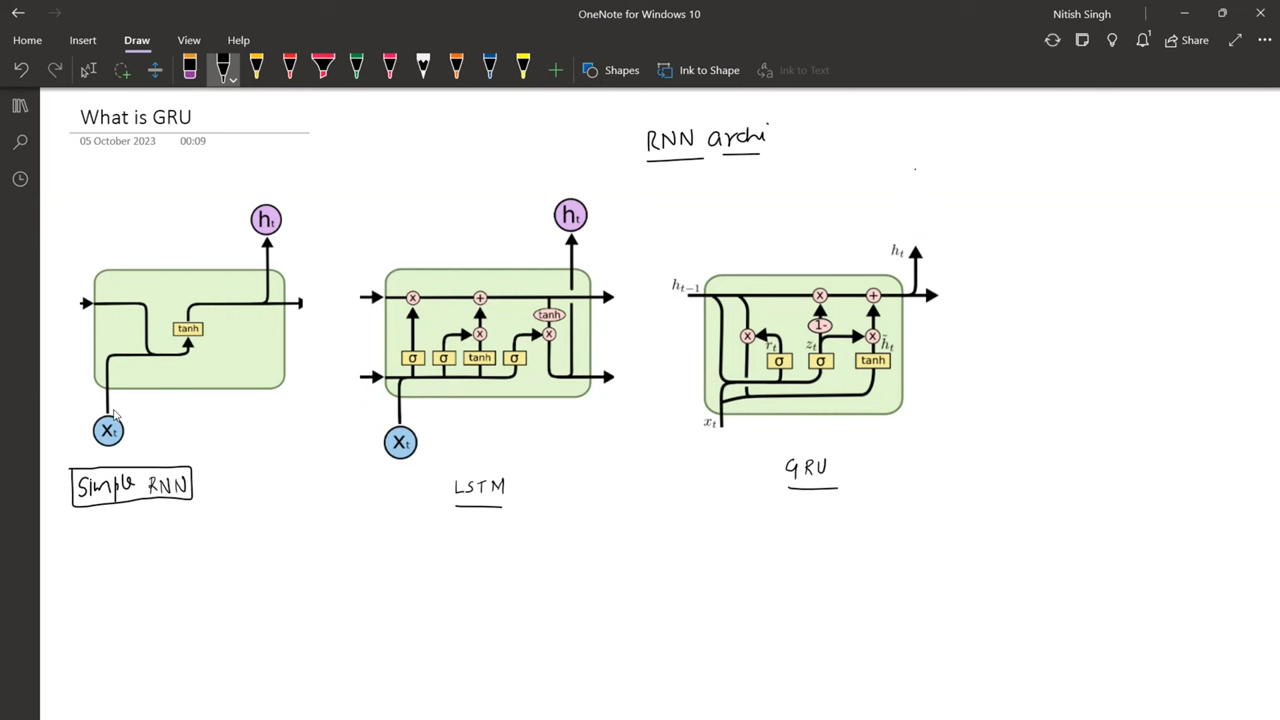 OneNote for Windows 10
Nitish Singh
Home Insert Draw View Help
Share
Shapes Ink to Shape Ink to Text
What is GRU
05 October 2023 00:09
RNN archi
hₜ
tanh
Xₜ
Simple RNN
hₜ
x + tanh
x x
σ σ tanh σ
Xₜ
LSTM
hₜ
hₜ₋₁
x +
1-
x rₜ zₜ x h̃ₜ
σ σ tanh
xₜ
GRU